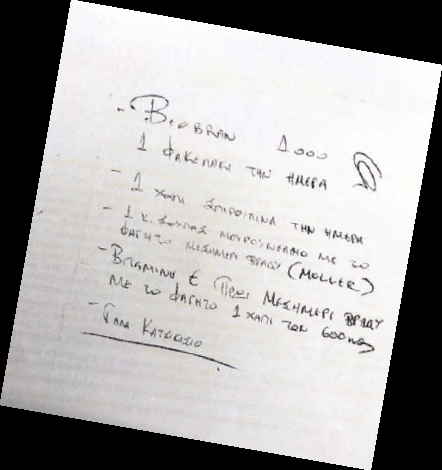 - BIOBRAN 1000
1 ΦΑΚΕΛΑΚΙ ΤΗΝ ΗΜΕΡΑ
- 1 ΧΑΠΙ ΣΠΙΡΟΥΛΙΝΑ ΤΗΝ ΗΜΕΡΑ
- 1 Κ. ΣΟΥΠΑΣ ΜΟΥΡΟΥΝΕΛΑΙΟ ΜΕ ΤΟ
ΦΑΓΗΤΟ ΜΕΣΗΜΕΡΙ ΒΡΑΔΥ (MOLLER)
- ΒΙΤΑΜΙΝΗ Ε ΠΡΩΙ ΜΕΣΗΜΕΡΙ ΒΡΑΔΥ
ΜΕ ΤΟ ΦΑΓΗΤΟ 1 ΧΑΠΙ ΤΩΝ 600mg
- ΓΑΛΑ ΚΑΤΣΙΚΙΣΙΟ